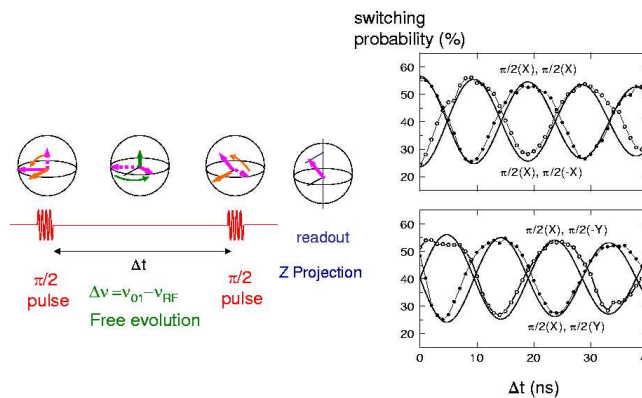 switching
probability (%)
60
50
40
30
20
π/2(X), π/2(X)
π/2(X), π/2(-X)
60
50
40
30
20
π/2(X), π/2(-Y)
π/2(X), π/2(Y)
0
10
20
30
Δt (ns)
Δt
π/2
pulse
Δν=ν01−νRF
Free evolution
π/2
pulse
readout
Z Projection